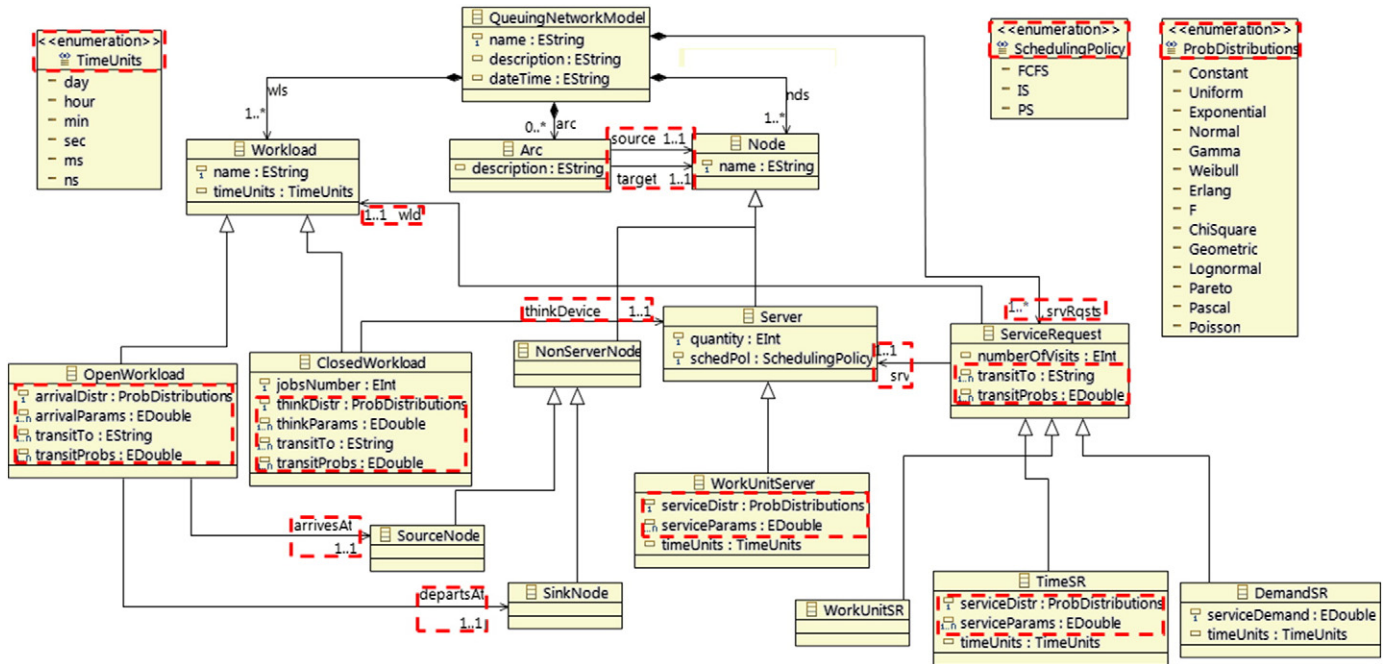 <<enumeration>>
TimeUnits
day
hour
min
sec
ms
ns
QueuingNetworkModel
name : EString
description : EString
dateTime : EString
<<enumeration>>
SchedulingPolicy
FCFS
IS
PS
<<enumeration>>
ProbDistributions
Constant
Uniform
Exponential
Normal
Gamma
Weibull
Erlang
F
ChiSquare
Geometric
Lognormal
Pareto
Pascal
Poisson
wls
1..*
0..* arc
nds
1..*
Workload
name : EString
timeUnits : TimeUnits
Arc
description : EString
source 1..1
target 1..1
Node
name : EString
1..1 wld
thinkDevice 1..1
1..* srvRqsts
Server
quantity : EInt
schedPol : SchedulingPolicy
1..1
srv
ServiceRequest
numberOfVisits : EInt
transitTo : EString
transitProbs : EDouble
NonServerNode
OpenWorkload
arrivalDistr : ProbDistributions
arrivalParams : EDouble
transitTo : EString
transitProbs : EDouble
ClosedWorkload
jobsNumber : EInt
thinkDistr : ProbDistributions
thinkParams : EDouble
transitTo : EString
transitProbs : EDouble
WorkUnitServer
serviceDistr : ProbDistributions
serviceParams : EDouble
timeUnits : TimeUnits
arrivesAt
1..1
SourceNode
departsAt
1..1
SinkNode
WorkUnitSR
TimeSR
serviceDistr : ProbDistributions
serviceParams : EDouble
timeUnits : TimeUnits
DemandSR
serviceDemand : EDouble
timeUnits : TimeUnits